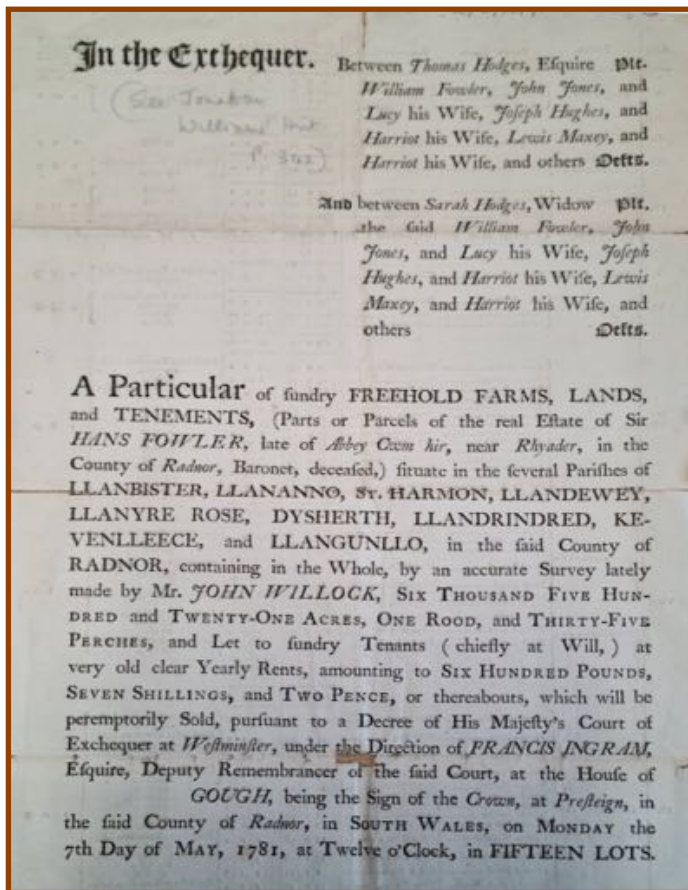 In the Exchequer.
Between Thomas Hodges, Eſquire Plt.
William Fowler, John Jones, and
Lucy his Wife, Joſeph Hughes, and
Harriot his Wife, Lewis Maxey, and
Harriot his Wife, and others Defts.
(See Jonathan
Williams' Hist
p. 302)
And between Sarah Hodges, Widow Plt.
the ſaid William Fowler, John
Jones, and Lucy his Wife, Joſeph
Hughes, and Harriot his Wife, Lewis
Maxey, and Harriot his Wife, and
others Defts.
A Particular of ſundry FREEHOLD FARMS, LANDS,
and TENEMENTS, (Parts or Parcels of the real Eſtate of Sir
HANS FOWLER, late of Abbey Cwm hir, near Rhyader, in the
County of Radnor, Baronet, deceaſed,) ſituate in the ſeveral Pariſhes of
LLANBISTER, LLANANNO, ST. HARMON, LLANDEWEY,
LLANYRE ROSE, DYSHERTH, LLANDRINDRED, KE-
VENLLEECE, and LLANGUNLLO, in the ſaid County of
RADNOR, containing in the Whole, by an accurate Survey lately
made by Mr. JOHN WILLOCK, SIX THOUSAND FIVE HUN-
DRED and TWENTY-ONE ACRES, ONE ROOD, and THIRTY-FIVE
PERCHES, and Let to ſundry Tenants (chiefly at Will,) at
very old clear Yearly Rents, amounting to SIX HUNDRED POUNDS,
SEVEN SHILLINGS, and TWO PENCE, or thereabouts, which will be
peremptorily Sold, purſuant to a Decree of His Majeſty's Court of
Exchequer at Weſtminſter, under the Direction of FRANCIS INGRAM,
Eſquire, Deputy Remembrancer of the ſaid Court, at the Houſe of
GOUGH, being the Sign of the Crown, at Preſteign, in
the ſaid County of Radnor, in SOUTH WALES, on MONDAY the
7th Day of MAY, 1781, at Twelve o'Clock, in FIFTEEN LOTS.